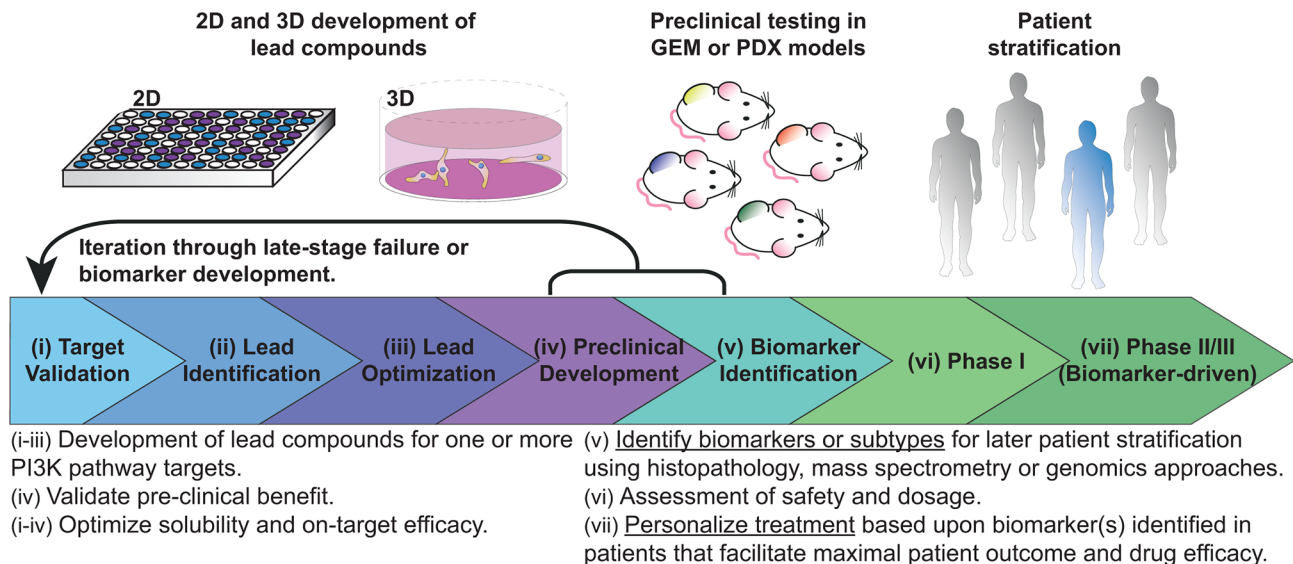 2D and 3D development of
lead compounds
Preclinical testing in
GEM or PDX models
Patient
stratification
2D
3D
Iteration through late-stage failure or
biomarker development.
(i) Target
Validation
(ii) Lead
Identification
(iii) Lead
Optimization
(iv) Preclinical
Development
(v) Biomarker
Identification
(vi) Phase I
(vii) Phase II/III
(Biomarker-driven)
(i-iii) Development of lead compounds for one or more
PI3K pathway targets.
(iv) Validate pre-clinical benefit.
(i-iv) Optimize solubility and on-target efficacy.
(v) Identify biomarkers or subtypes for later patient stratification
using histopathology, mass spectrometry or genomics approaches.
(vi) Assessment of safety and dosage.
(vii) Personalize treatment based upon biomarker(s) identified in
patients that facilitate maximal patient outcome and drug efficacy.